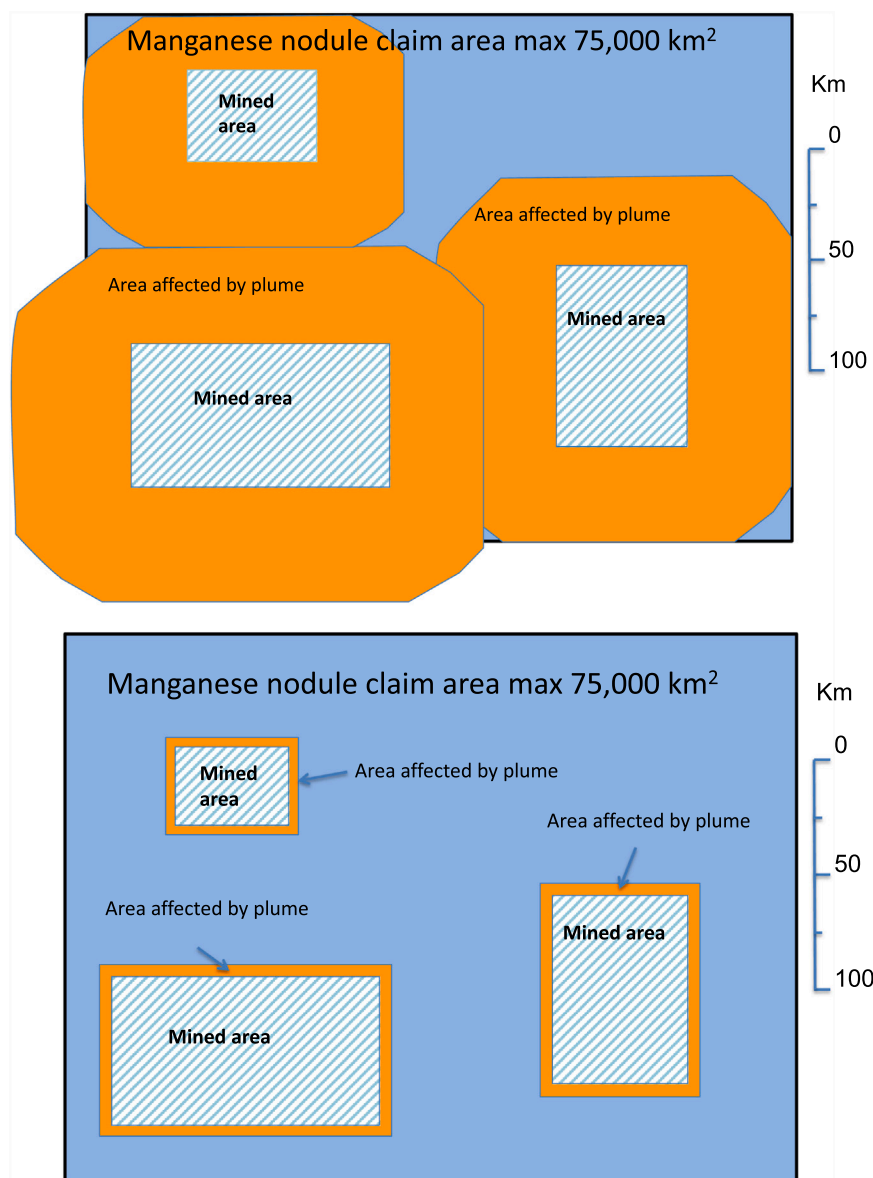 Manganese nodule claim area max 75,000 km²
Mined
area
Km
0
Area affected by plume
50
Area affected by plume
Mined area
100
Mined area
Manganese nodule claim area max 75,000 km²
Km
0
Mined
area
Area affected by plume
Area affected by plume
50
Area affected by plume
Mined area
100
Mined area